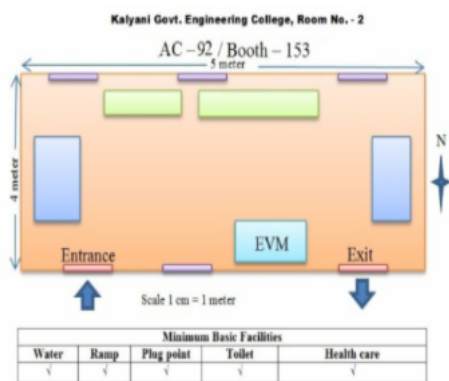 Kalyani Govt. Engineering College, Room No. - 2
AC – 92 / Booth – 153
5 meter
4 meter
N
EVM
Entrance
Exit
Scale 1 cm = 1 meter
Minimum Basic Facilities
Water Ramp Plug point Toilet Health care
√ √ √ √ √